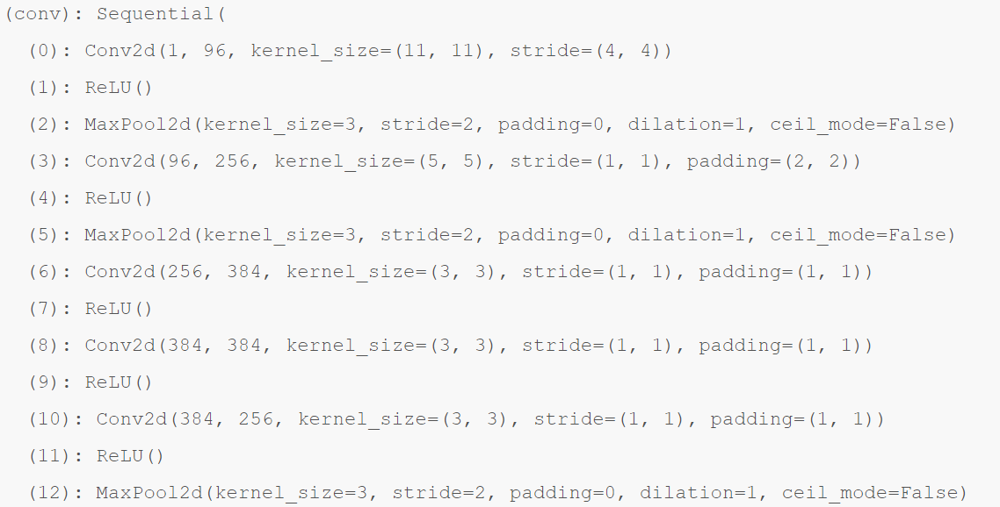 (conv): Sequential(
(0): Conv2d(1, 96, kernel_size=(11, 11), stride=(4, 4))
(1): ReLU()
(2): MaxPool2d(kernel_size=3, stride=2, padding=0, dilation=1, ceil_mode=False)
(3): Conv2d(96, 256, kernel_size=(5, 5), stride=(1, 1), padding=(2, 2))
(4): ReLU()
(5): MaxPool2d(kernel_size=3, stride=2, padding=0, dilation=1, ceil_mode=False)
(6): Conv2d(256, 384, kernel_size=(3, 3), stride=(1, 1), padding=(1, 1))
(7): ReLU()
(8): Conv2d(384, 384, kernel_size=(3, 3), stride=(1, 1), padding=(1, 1))
(9): ReLU()
(10): Conv2d(384, 256, kernel_size=(3, 3), stride=(1, 1), padding=(1, 1))
(11): ReLU()
(12): MaxPool2d(kernel_size=3, stride=2, padding=0, dilation=1, ceil_mode=False)